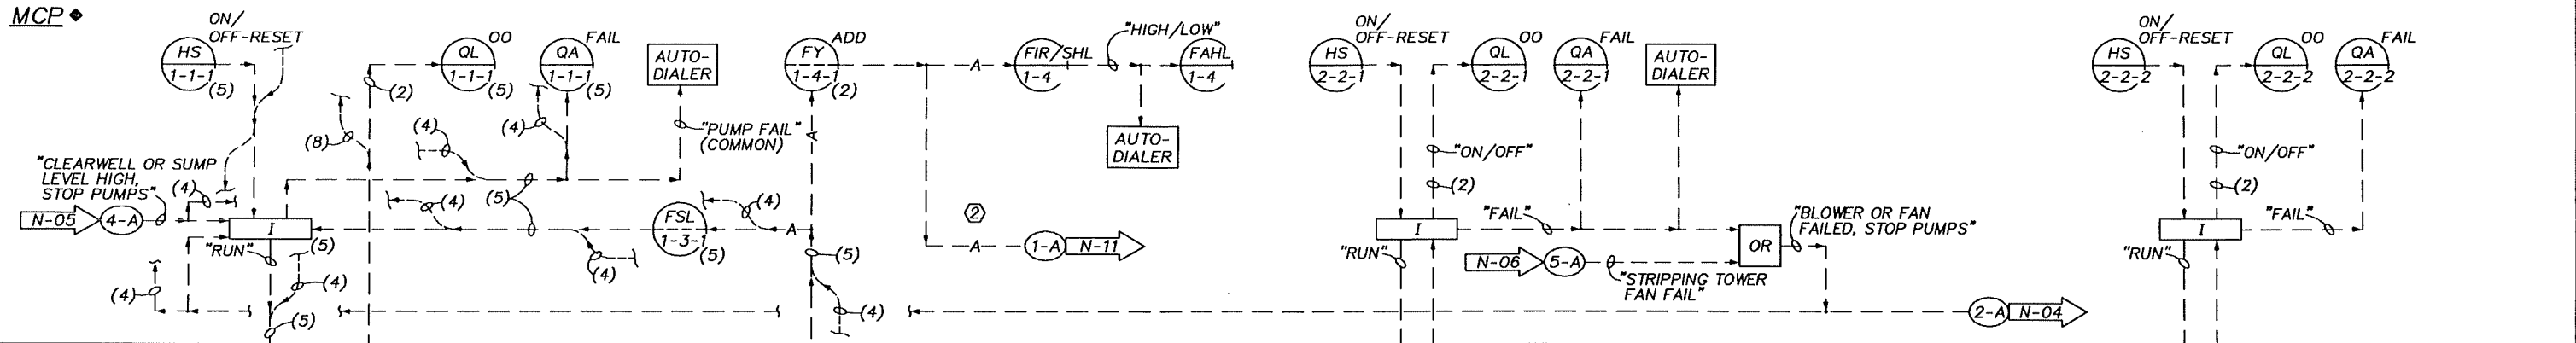 MCP ◆
ON/
OFF-RESET
HS
1-1-1
(5)
OO
QL
1-1-1
(5)
FAIL
QA
1-1-1
(5)
AUTO-
DIALER
ADD
FY
1-4-1
(2)
A
FIR/SHL
1-4
"HIGH/LOW"
FAHL
1-4
AUTO-
DIALER
ON/
OFF-RESET
HS
2-2-1
OO
QL
2-2-1
FAIL
QA
2-2-1
AUTO-
DIALER
ON/
OFF-RESET
HS
2-2-2
OO
QL
2-2-2
FAIL
QA
2-2-2
(2)
(8)
(4)
(4)
"PUMP FAIL"
(COMMON)
A
"CLEARWELL OR SUMP
LEVEL HIGH,
STOP PUMPS"
(4)
N-05
4-A
I
(5)
"RUN"
(4)
(5)
(4)
FSL
1-3-1
(5)
A
(4)
2
A
1-A
N-11
(4)
(4)
(5)
(5)
(4)
(4)
"ON/OFF"
(2)
"FAIL"
I
"RUN"
N-06
5-A
"STRIPPING TOWER
FAN FAIL"
OR
"BLOWER OR FAN
FAILED, STOP PUMPS"
2-A
N-04
"ON/OFF"
(2)
"FAIL"
I
"RUN"